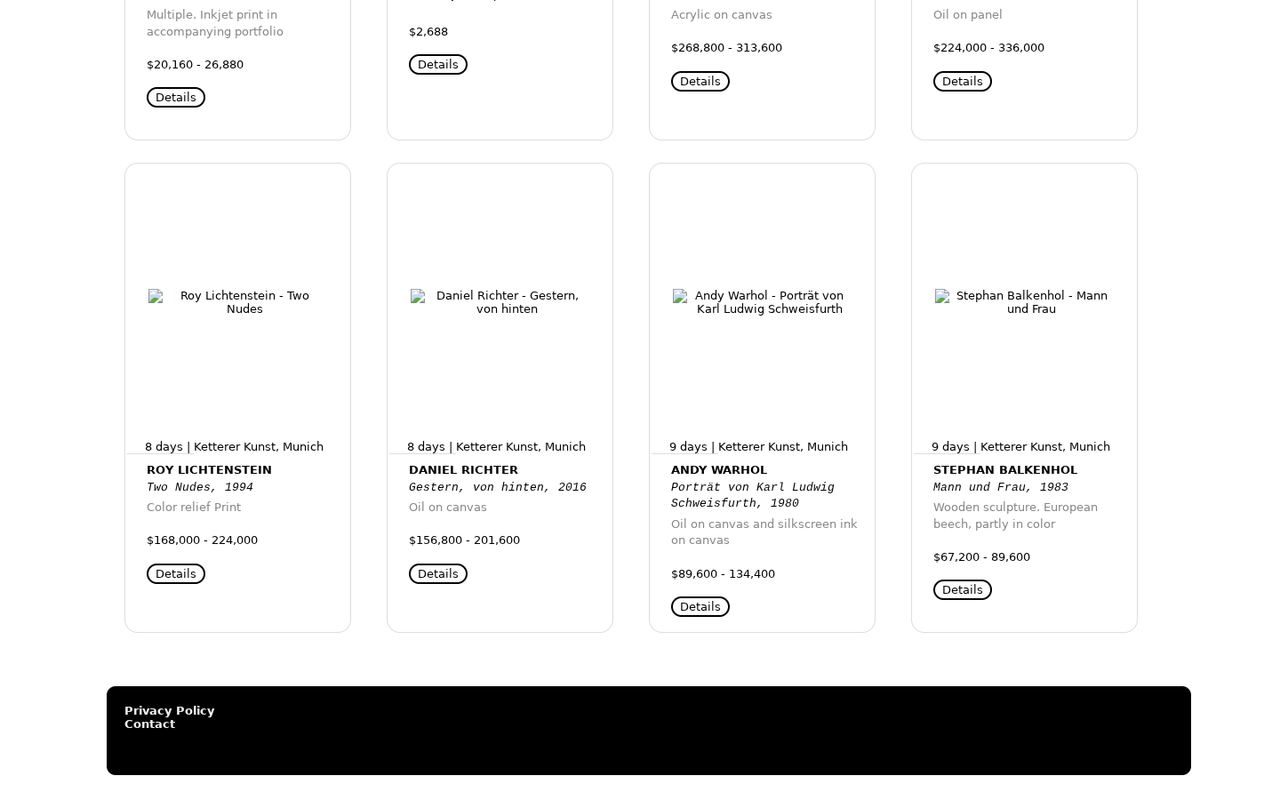 Multiple. Inkjet print in
accompanying portfolio
$20,160 - 26,880
Details
$2,688
Details
Acrylic on canvas
$268,800 - 313,600
Details
Oil on panel
$224,000 - 336,000
Details
Roy Lichtenstein - Two
Nudes
8 days | Ketterer Kunst, Munich
ROY LICHTENSTEIN
Two Nudes, 1994
Color relief Print
$168,000 - 224,000
Details
Daniel Richter - Gestern,
von hinten
8 days | Ketterer Kunst, Munich
DANIEL RICHTER
Gestern, von hinten, 2016
Oil on canvas
$156,800 - 201,600
Details
Andy Warhol - Porträt von
Karl Ludwig Schweisfurth
9 days | Ketterer Kunst, Munich
ANDY WARHOL
Porträt von Karl Ludwig
Schweisfurth, 1980
Oil on canvas and silkscreen ink
on canvas
$89,600 - 134,400
Details
Stephan Balkenhol - Mann
und Frau
9 days | Ketterer Kunst, Munich
STEPHAN BALKENHOL
Mann und Frau, 1983
Wooden sculpture. European
beech, partly in color
$67,200 - 89,600
Details
Privacy Policy
Contact